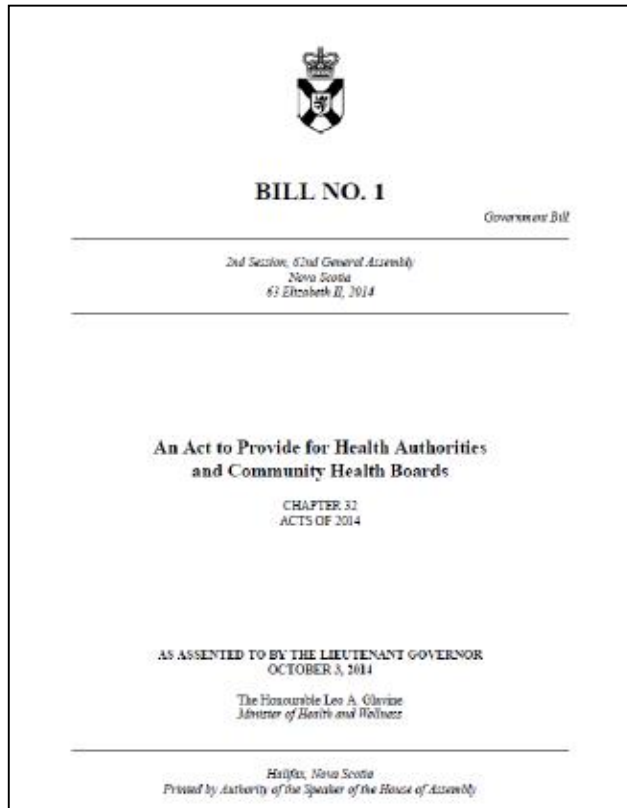 BILL NO. 1
Government Bill
2nd Session, 62nd General Assembly
Nova Scotia
63 Elizabeth II, 2014
An Act to Provide for Health Authorities
and Community Health Boards
CHAPTER 32
ACTS OF 2014
AS ASSENTED TO BY THE LIEUTENANT GOVERNOR
OCTOBER 3, 2014
The Honourable Leo A. Glavine
Minister of Health and Wellness
Halifax, Nova Scotia
Printed by Authority of the Speaker of the House of Assembly